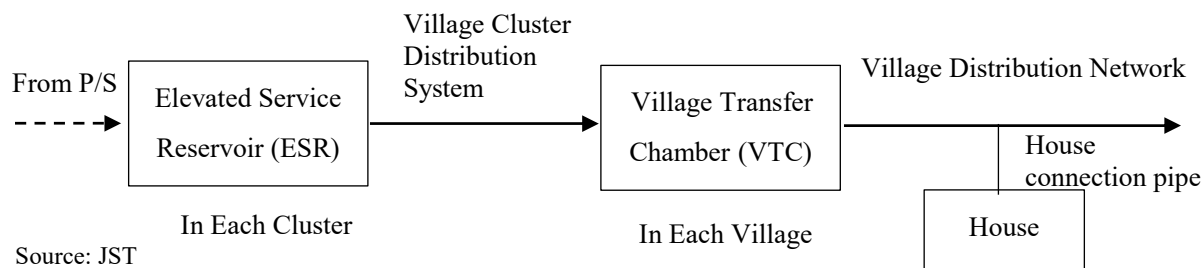 Village Cluster
Distribution
System
From P/S
Elevated Service
Reservoir (ESR)
Village Transfer
Chamber (VTC)
Village Distribution Network
House
connection pipe
House
In Each Cluster
In Each Village
Source: JST